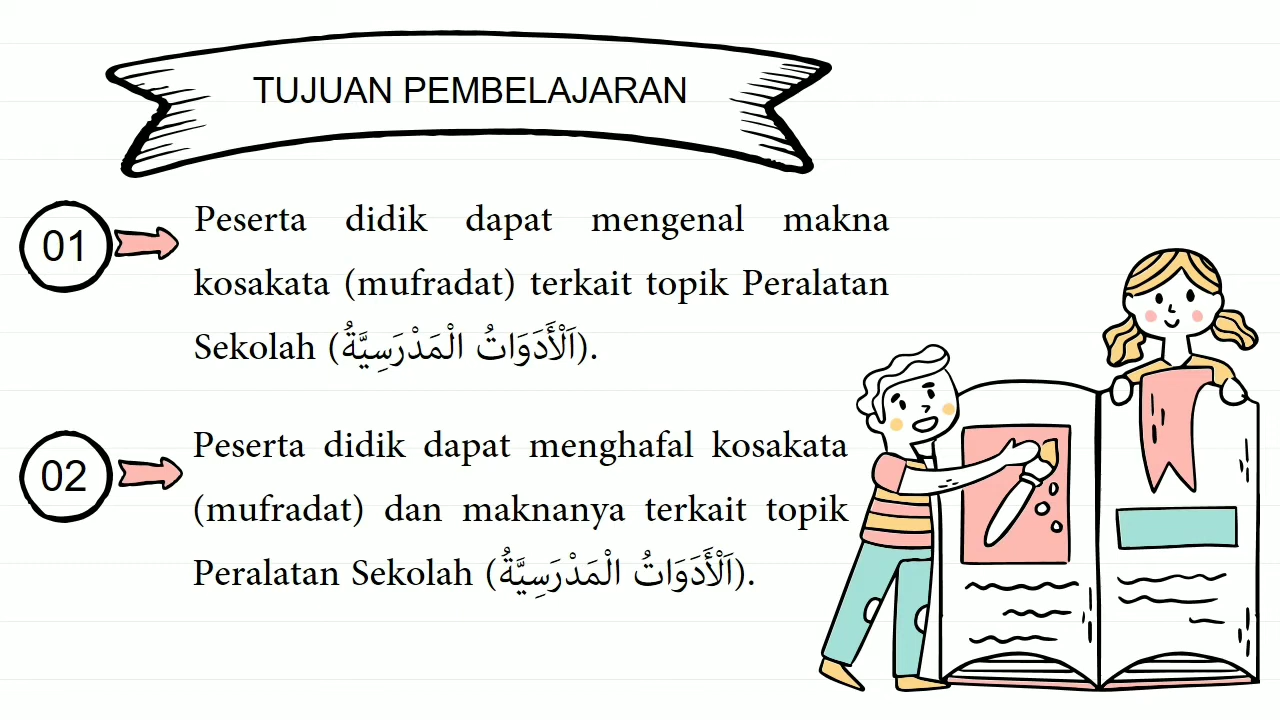 TUJUAN PEMBELAJARAN
01
Peserta didik dapat mengenal makna
kosakata (mufradat) terkait topik Peralatan
Sekolah (اَلْأَدَوَاتُ الْمَدْرَسِيَّةُ).
02
Peserta didik dapat menghafal kosakata
(mufradat) dan maknanya terkait topik
Peralatan Sekolah (اَلْأَدَوَاتُ الْمَدْرَسِيَّةُ).